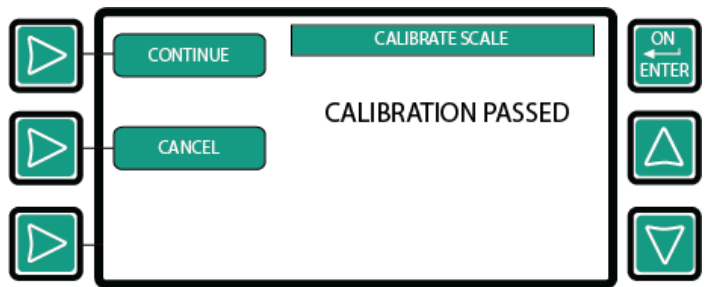 CONTINUE
CALIBRATE SCALE
ON
ENTER
CALIBRATION PASSED
CANCEL